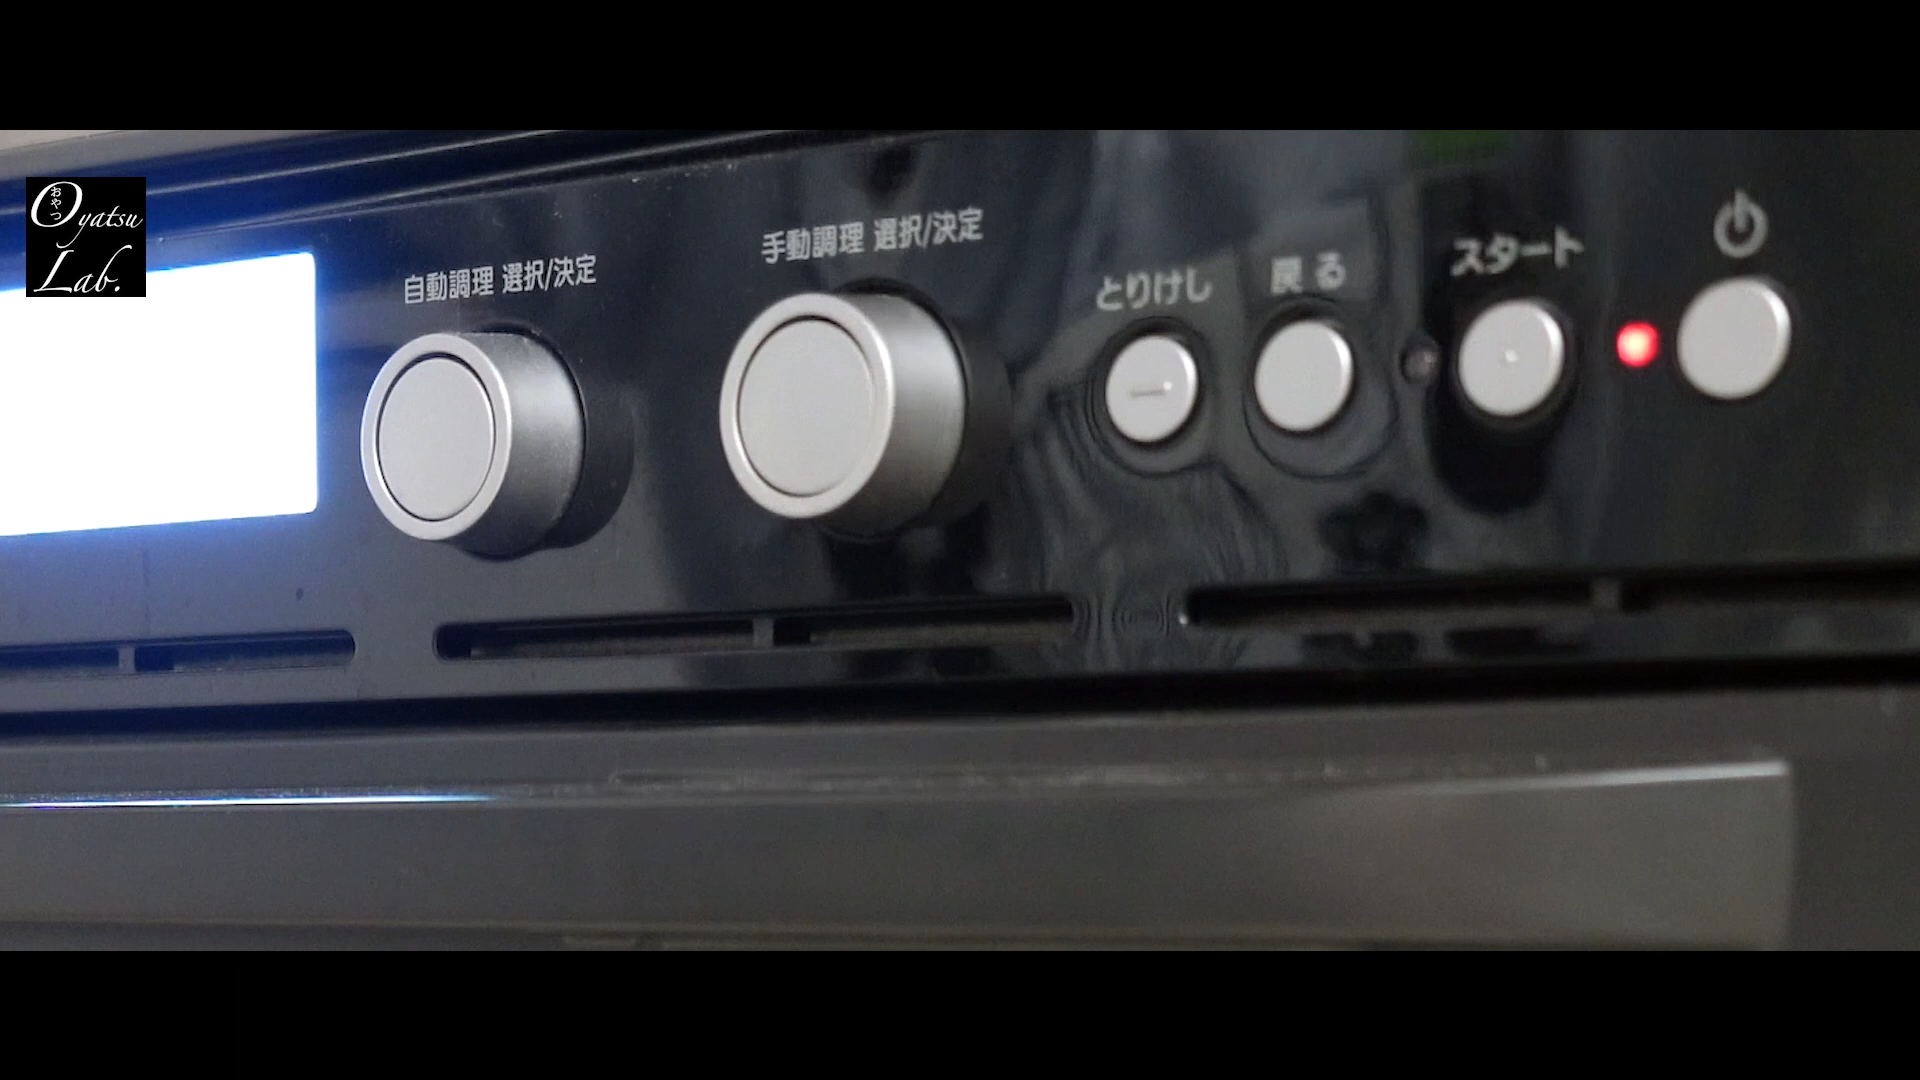 おやつ
Oyatsu
Lab.
自動調理 選択/決定
手動調理 選択/決定
とりけし
戻る
スタート